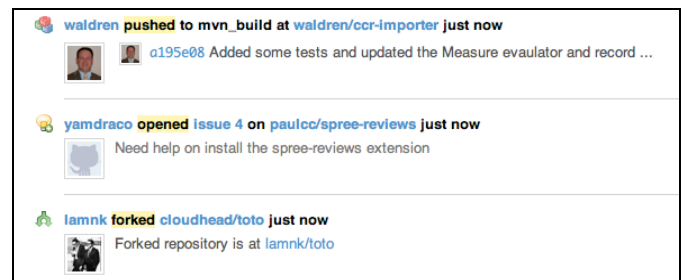 waldren pushed to mvn_build at waldren/ccr-importer just now
a195e08 Added some tests and updated the Measure evaulator and record ...
yamdraco opened issue 4 on paulcc/spree-reviews just now
Need help on install the spree-reviews extension
lamnk forked cloudhead/toto just now
Forked repository is at lamnk/toto